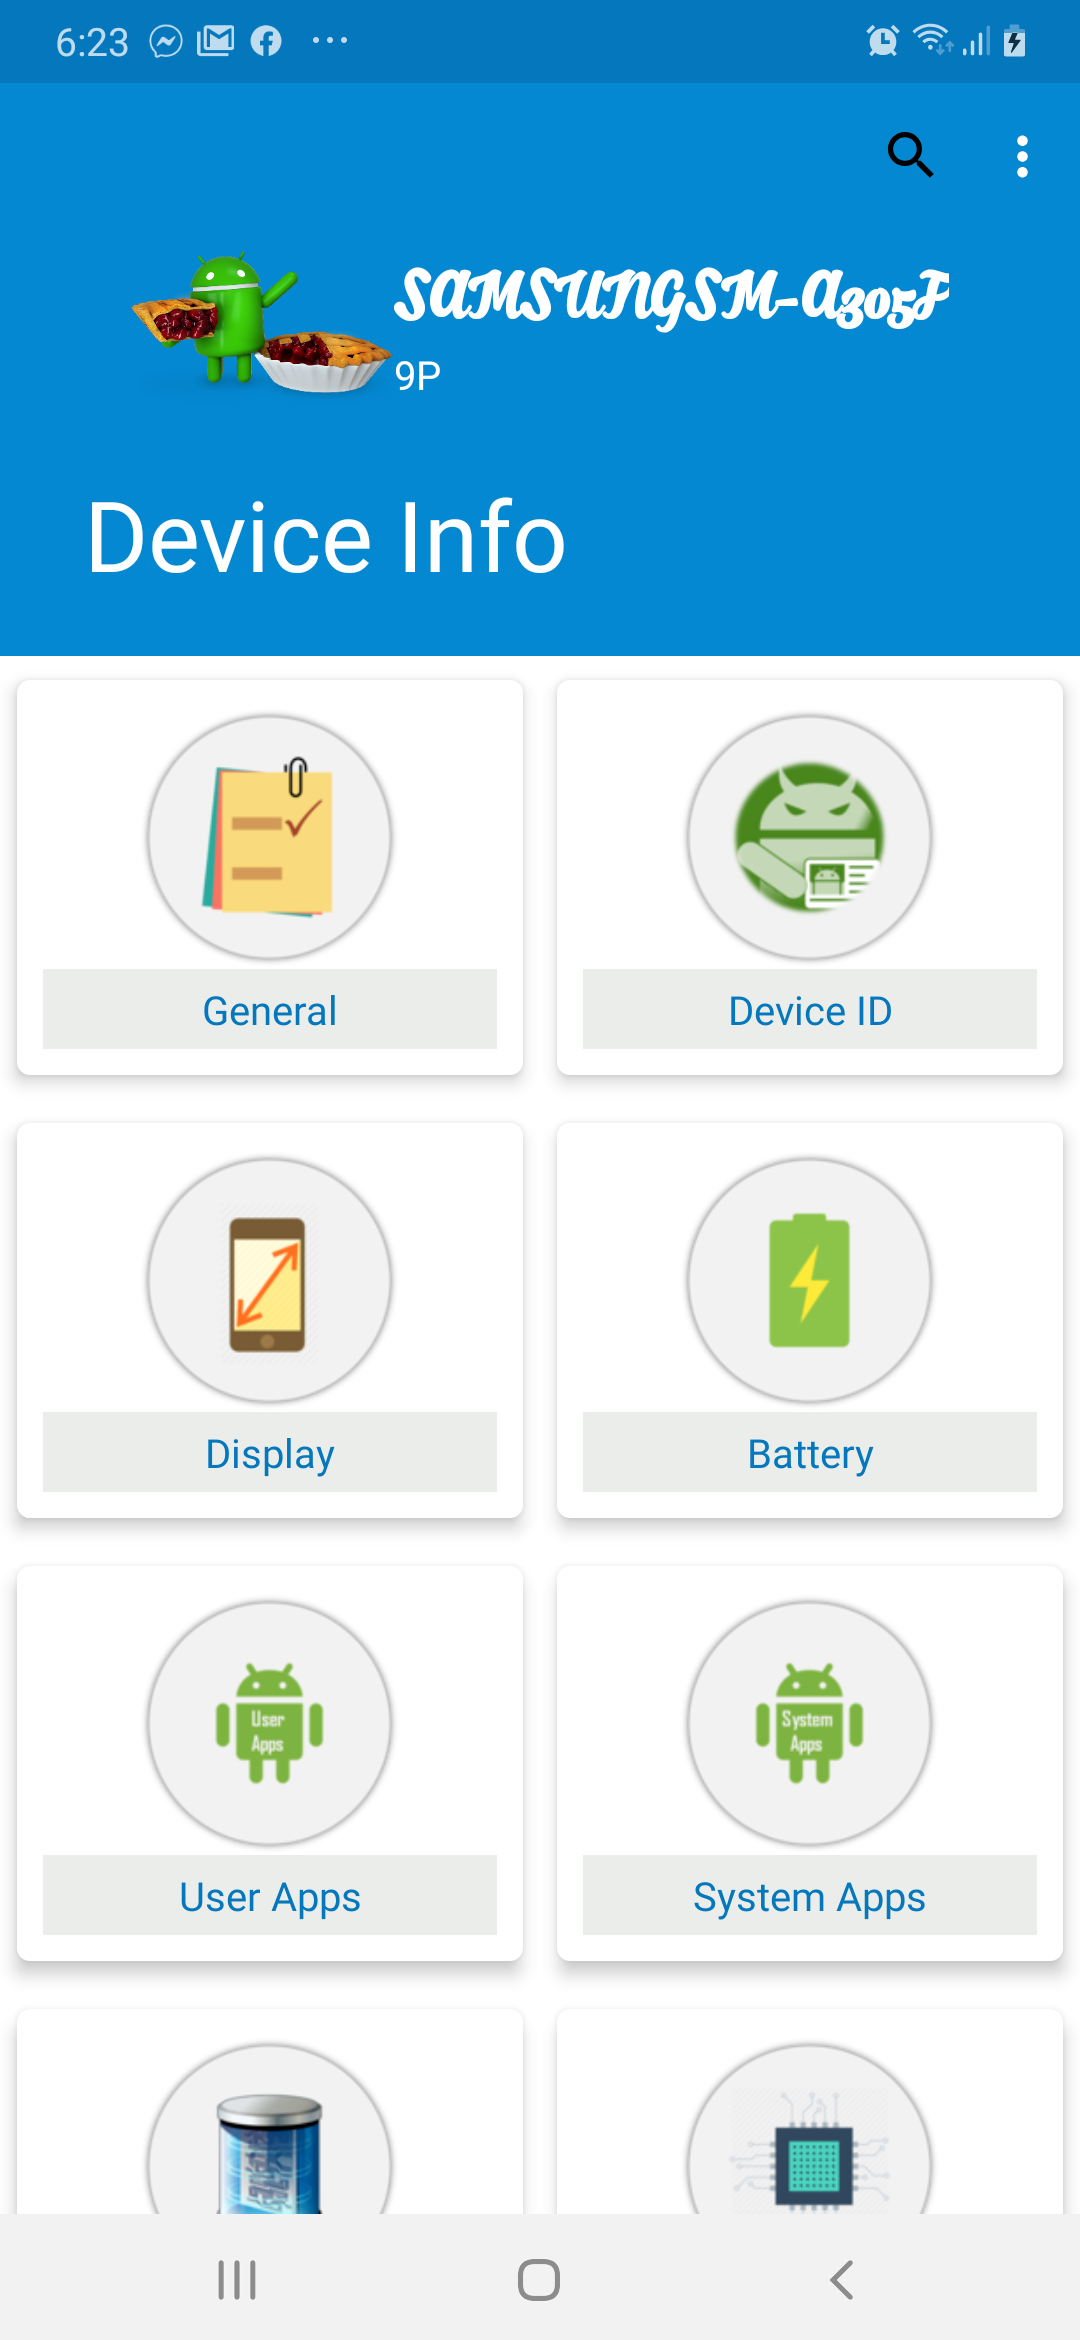 6:23
SAMSUNGSM-A305F
9P
Device Info
General
Device ID
Display
Battery
User
Apps
System
Apps
User Apps
System Apps